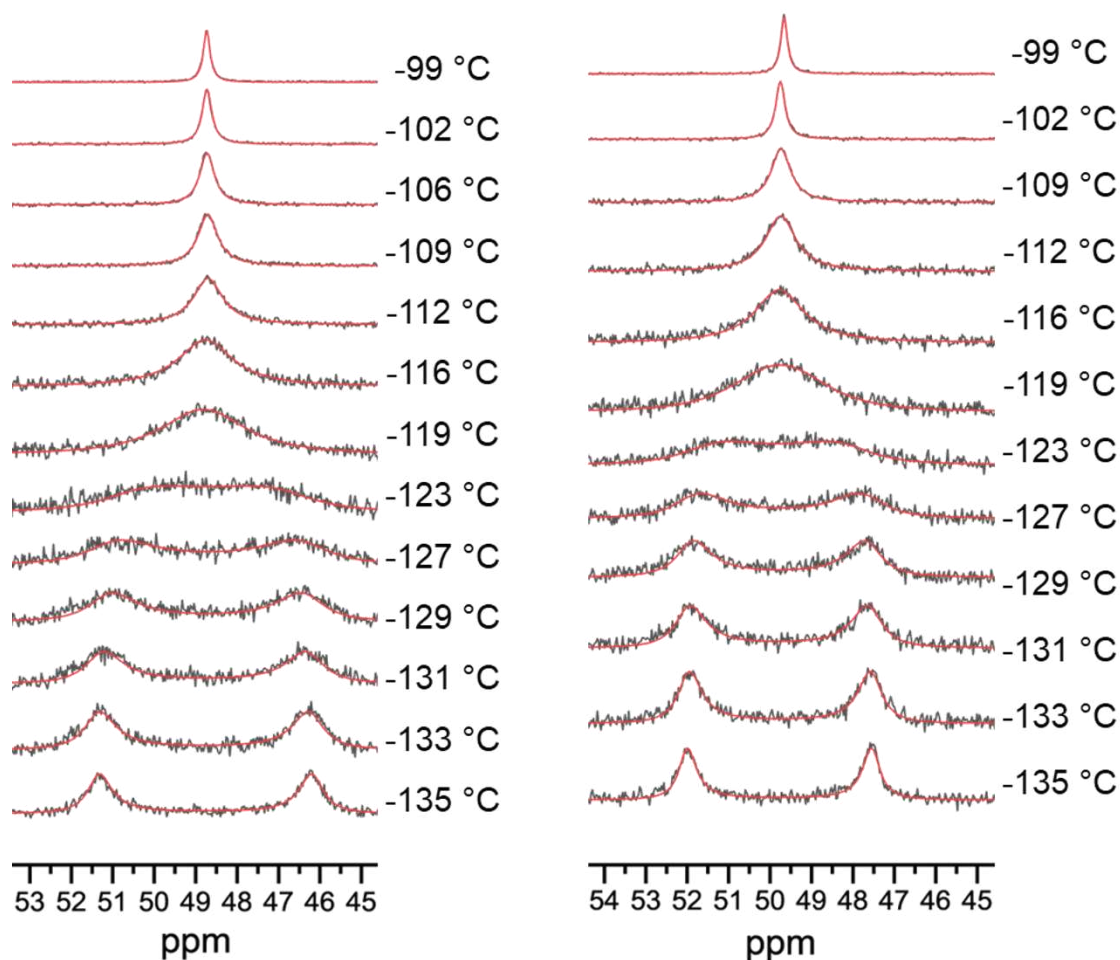 -99 °C
-102 °C
-106 °C
-109 °C
-112 °C
-116 °C
-119 °C
-123 °C
-127 °C
-129 °C
-131 °C
-133 °C
-135 °C
53 52 51 50 49 48 47 46 45
ppm
-99 °C
-102 °C
-109 °C
-112 °C
-116 °C
-119 °C
-123 °C
-127 °C
-129 °C
-131 °C
-133 °C
-135 °C
54 53 52 51 50 49 48 47 46 45
ppm